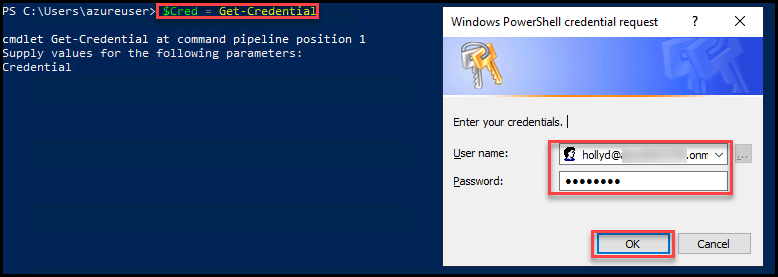 PS C:\Users\azureuser> $Cred = Get-Credential
cmdlet Get-Credential at command pipeline position 1
Supply values for the following parameters:
Credential
Windows PowerShell credential request
Enter your credentials.
User name:
hollyd@a .onm
...
Password:
••••••••
OK
Cancel